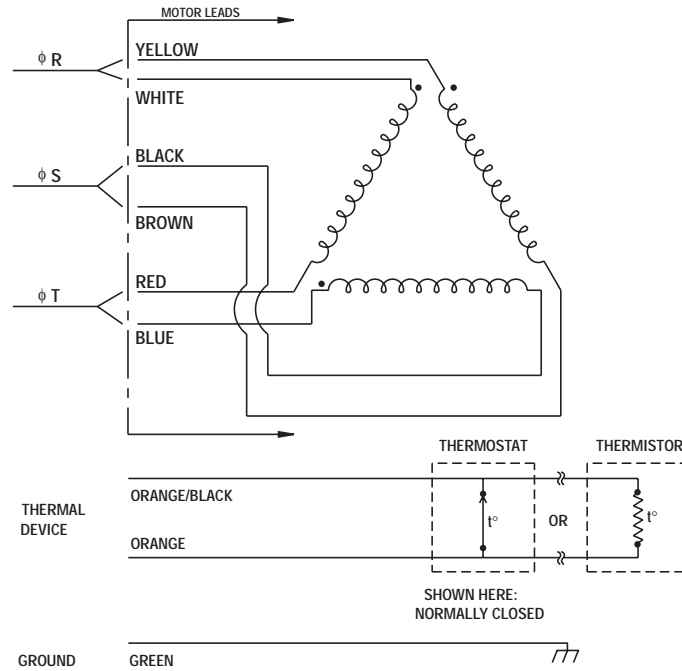 MOTOR LEADS
ϕ R
YELLOW
WHITE
BLACK
ϕ S
BROWN
RED
ϕ T
BLUE
THERMOSTAT
THERMISTOR
ORANGE/BLACK
THERMAL
DEVICE
t°
OR
t°
ORANGE
SHOWN HERE:
NORMALLY CLOSED
GROUND
GREEN